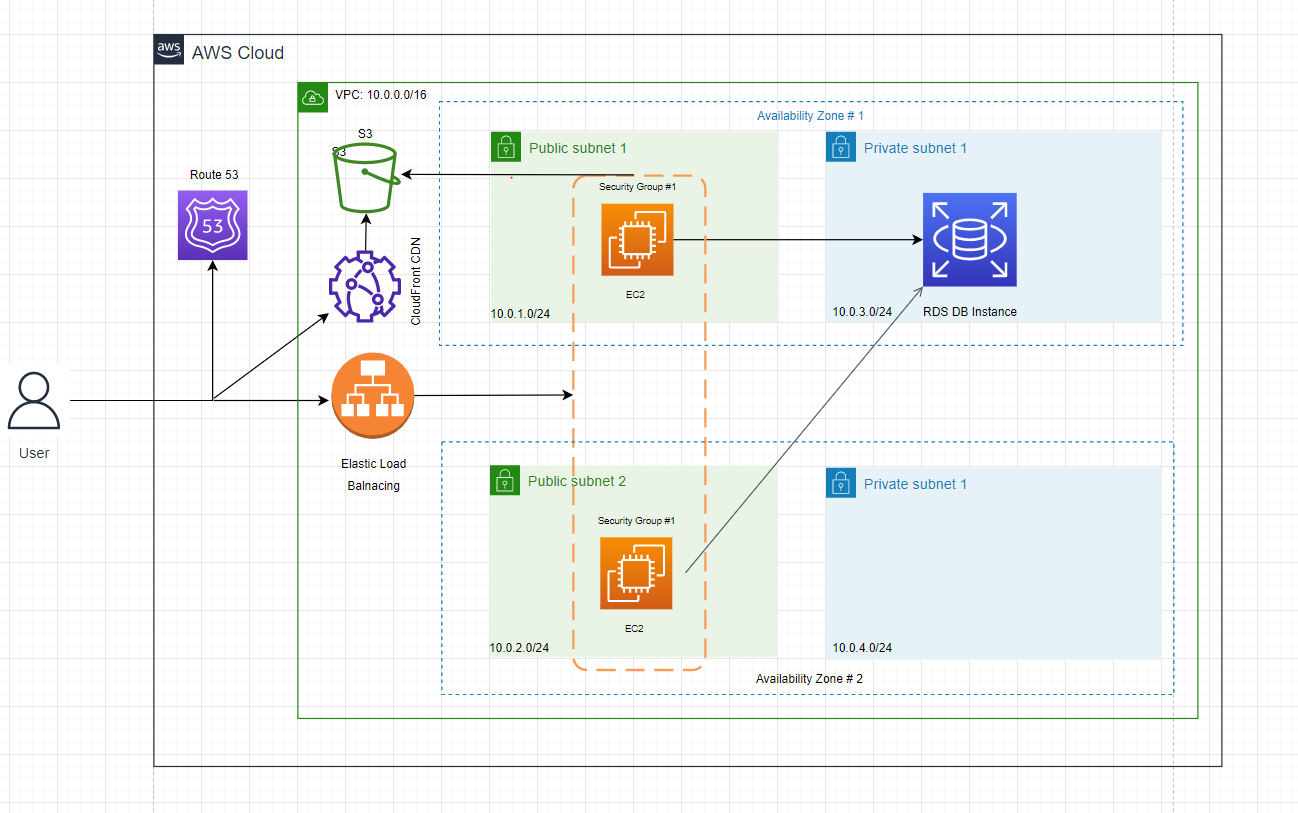 aws
AWS Cloud
VPC: 10.0.0.0/16
Availability Zone # 1
S3
S3
Public subnet 1
Private subnet 1
Route 53
53
Security Group #1
CloudFront CDN
EC2
10.0.1.0/24
10.0.3.0/24
RDS DB Instance
User
Elastic Load
Balnacing
Public subnet 2
Private subnet 1
Security Group #1
EC2
10.0.2.0/24
10.0.4.0/24
Availability Zone # 2